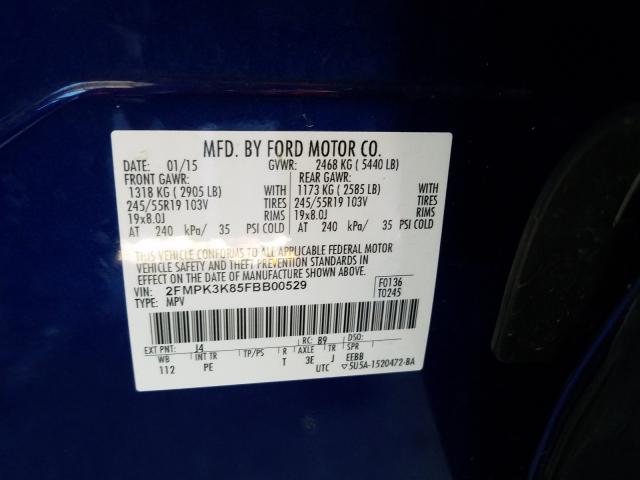 MFD. BY FORD MOTOR CO.
DATE: 01/15 GVWR: 2468 KG ( 5440 LB)
FRONT GAWR: REAR GAWR:
1318 KG ( 2905 LB) 1173 KG ( 2585 LB)
245/55R19 103V TIRES 245/55R19 103V TIRES
19x8.0J RIMS 19x8.0J RIMS
AT 240 kPa/ 35 PSI COLD AT 240 kPa/ 35 PSI COLD
THIS VEHICLE CONFORMS TO ALL APPLICABLE FEDERAL MOTOR
VEHICLE SAFETY AND THEFT PREVENTION STANDARDS IN
EFFECT ON THE DATE OF MANUFACTURE SHOWN ABOVE.
VIN: 2FMPK3K85FBB00529 F0136
TYPE: MPV T0245
EXT PNT: J4 RC: B9 DSO:
WB INT TR TP/PS R AXLE TR SPR
112 PE T 3E J EEBB
UTC ▽5U5A-1520472-BA